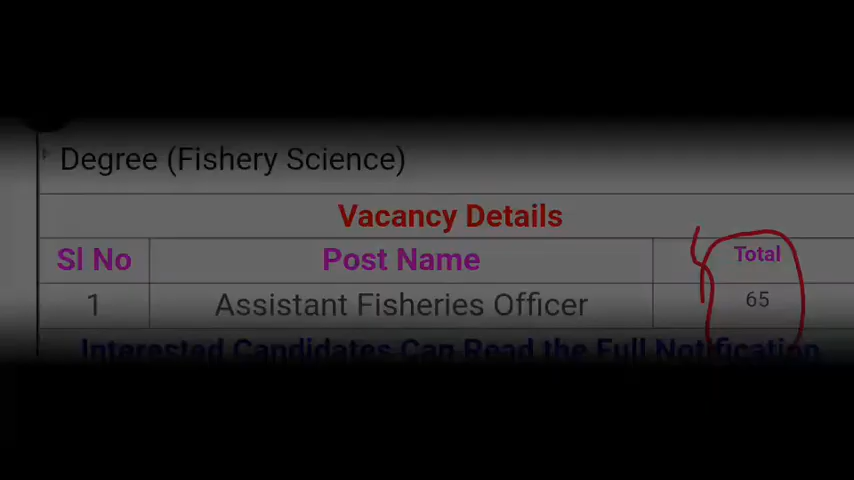 Degree (Fishery Science)
Vacancy Details
Sl No Post Name Total
1 Assistant Fisheries Officer 65
Interested Candidates Can Read the Full Notification